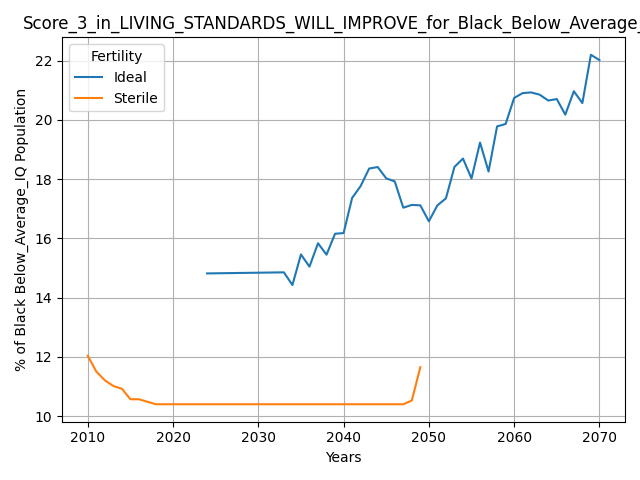 Score_3_in_LIVING_STANDARDS_WILL_IMPROVE_for_Black_Below_Average_
Fertility
Ideal
Sterile
% of Black Below_Average_IQ Population
22
20
18
16
14
12
10
2010 2020 2030 2040 2050 2060 2070
Years